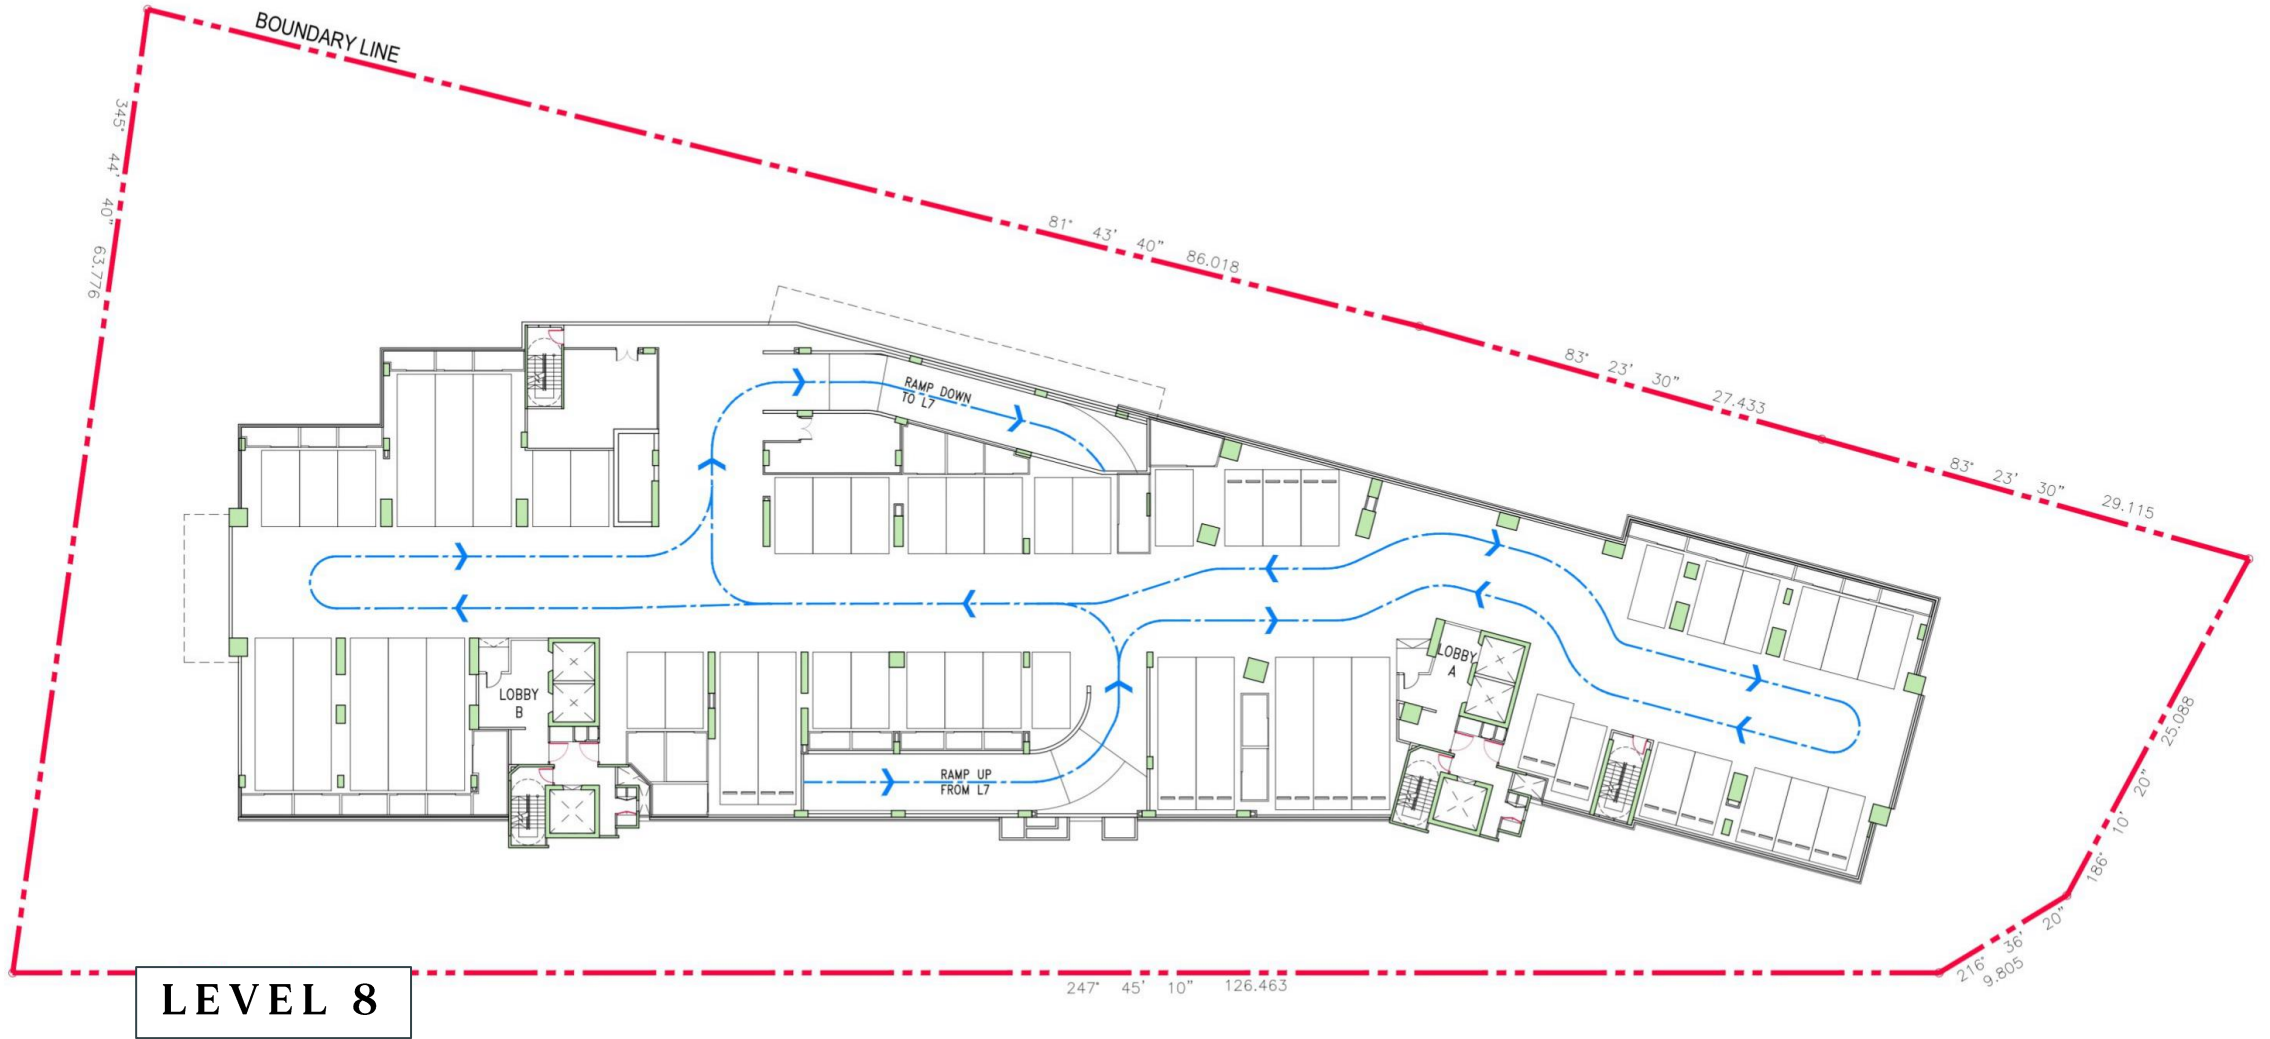 BOUNDARY LINE
345° 44' 40" 63.776
81° 43' 40" 86.018
83° 23' 30" 27.433
83° 23' 30" 29.115
RAMP DOWN
TO L7
LOBBY
B
LOBBY
A
RAMP UP
FROM L7
186° 10' 20" 25.088
216° 36' 20"
9.805
247° 45' 10" 126.463
LEVEL 8